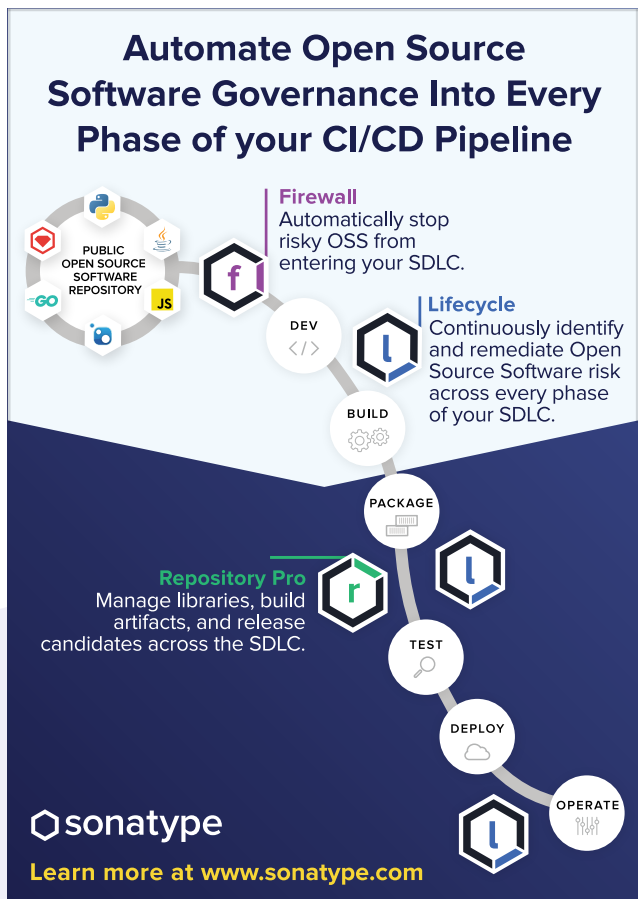 Automate Open Source
Software Governance Into Every
Phase of your CI/CD Pipeline
PUBLIC
OPEN SOURCE
SOFTWARE
REPOSITORY
GO
JS
f
Firewall
Automatically stop
risky OSS from
entering your SDLC.
DEV
</>
l
Lifecycle
Continuously identify
and remediate Open
Source Software risk
across every phase
of your SDLC.
BUILD
PACKAGE
l
r
Repository Pro
Manage libraries, build
artifacts, and release
candidates across the SDLC.
TEST
DEPLOY
OPERATE
l
sonatype
Learn more at www.sonatype.com